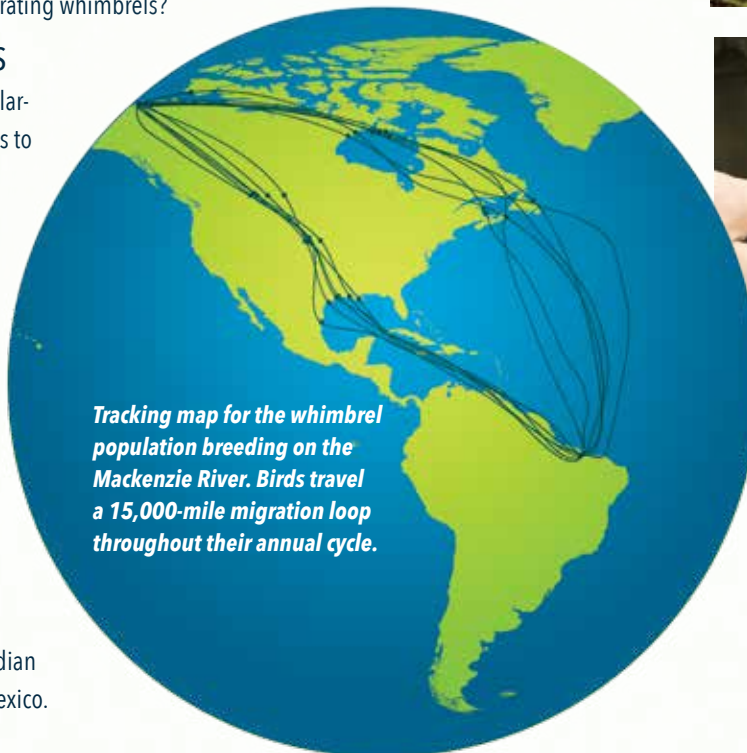 rating whimbrels?
S
lar-
s to
Tracking map for the whimbrel
population breeding on the
Mackenzie River. Birds travel
a 15,000-mile migration loop
throughout their annual cycle.
dian
exico.